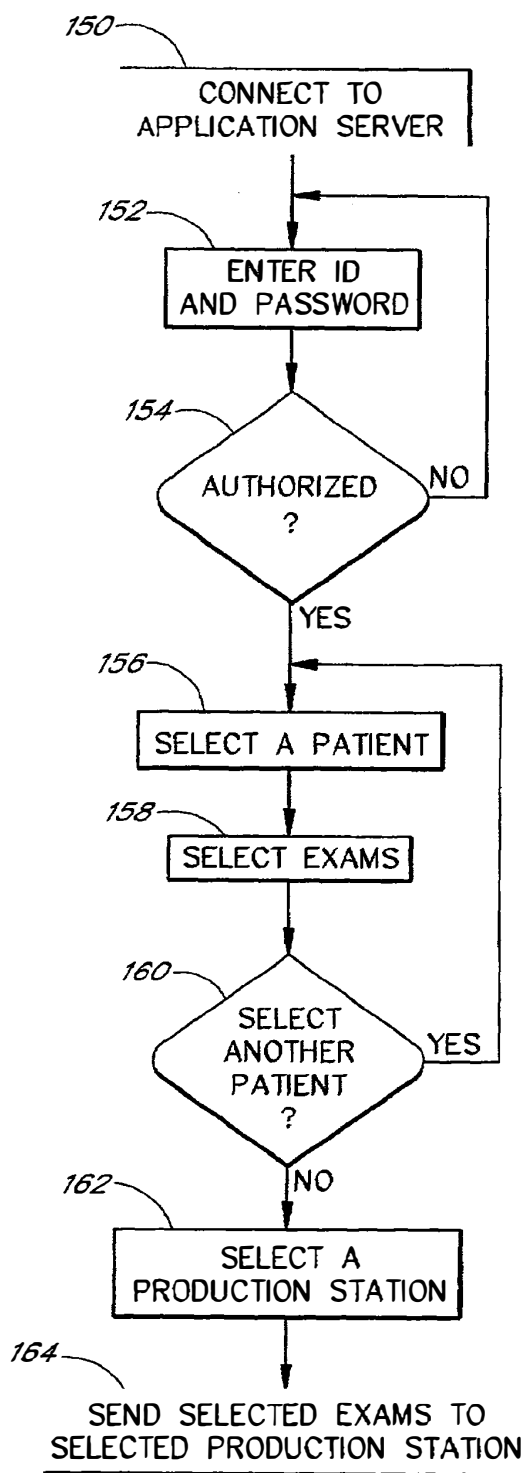 150
CONNECT TO
APPLICATION SERVER
152
ENTER ID
AND PASSWORD
154
AUTHORIZED
?
NO
YES
156
SELECT A PATIENT
158
SELECT EXAMS
160
SELECT
ANOTHER
PATIENT
?
YES
NO
162
SELECT A
PRODUCTION STATION
164
SEND SELECTED EXAMS TO
SELECTED PRODUCTION STATION